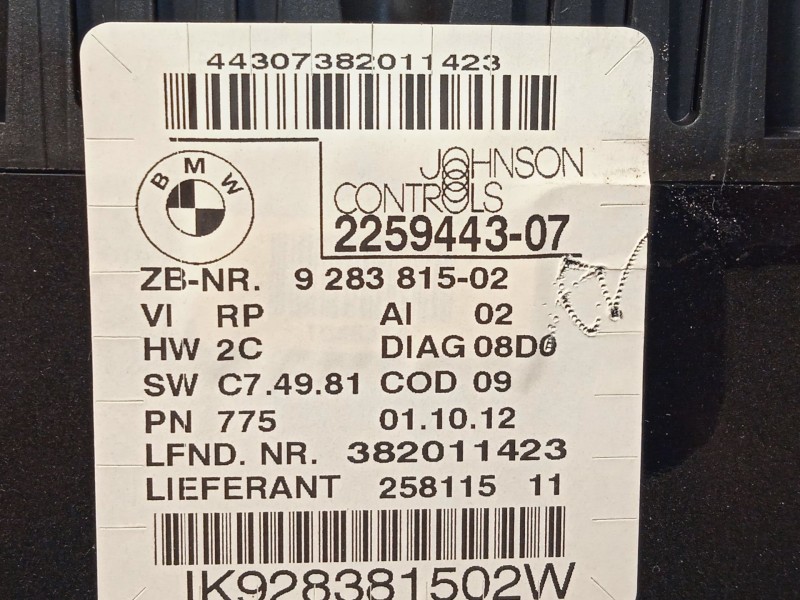 44307382011423
BMW
JOHNSON
CONTROLS
2259443-07
ZB-NR. 9 283 815-02
VI RP AI 02
HW 2C DIAG 08D0
SW C7.49.81 COD 09
PN 775 01.10.12
LFND. NR. 382011423
LIEFERANT 258115 11
IK928381502W